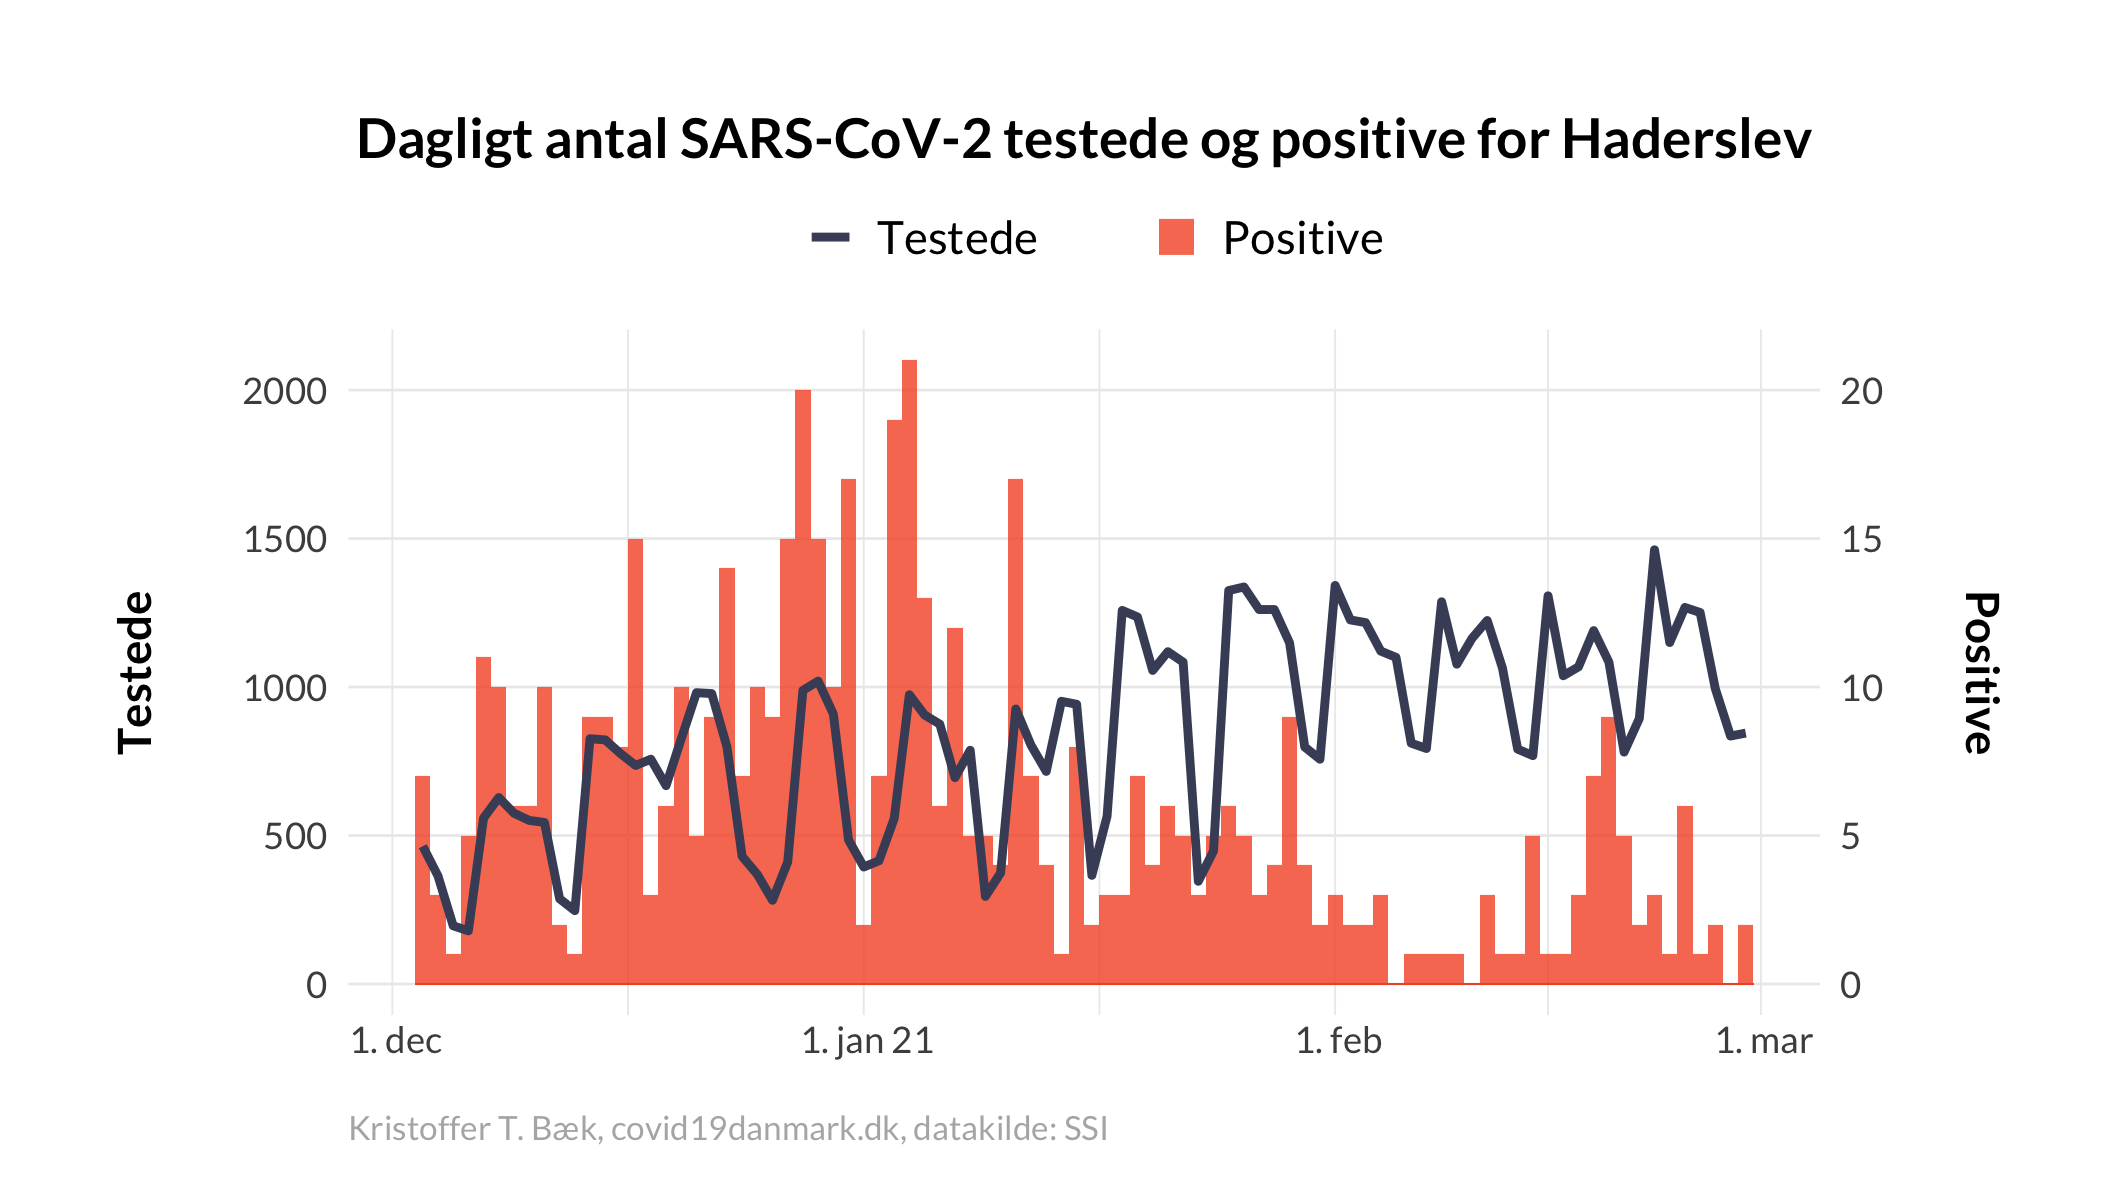 Dagligt antal SARS-CoV-2 testede og positive for Haderslev
Testede Positive
2000 20
1500 15
1000 10
500 5
0 0
Testede
Positive
1. dec 1. jan 21 1. feb 1. mar
Kristoffer T. Bæk, covid19danmark.dk, datakilde: SSI